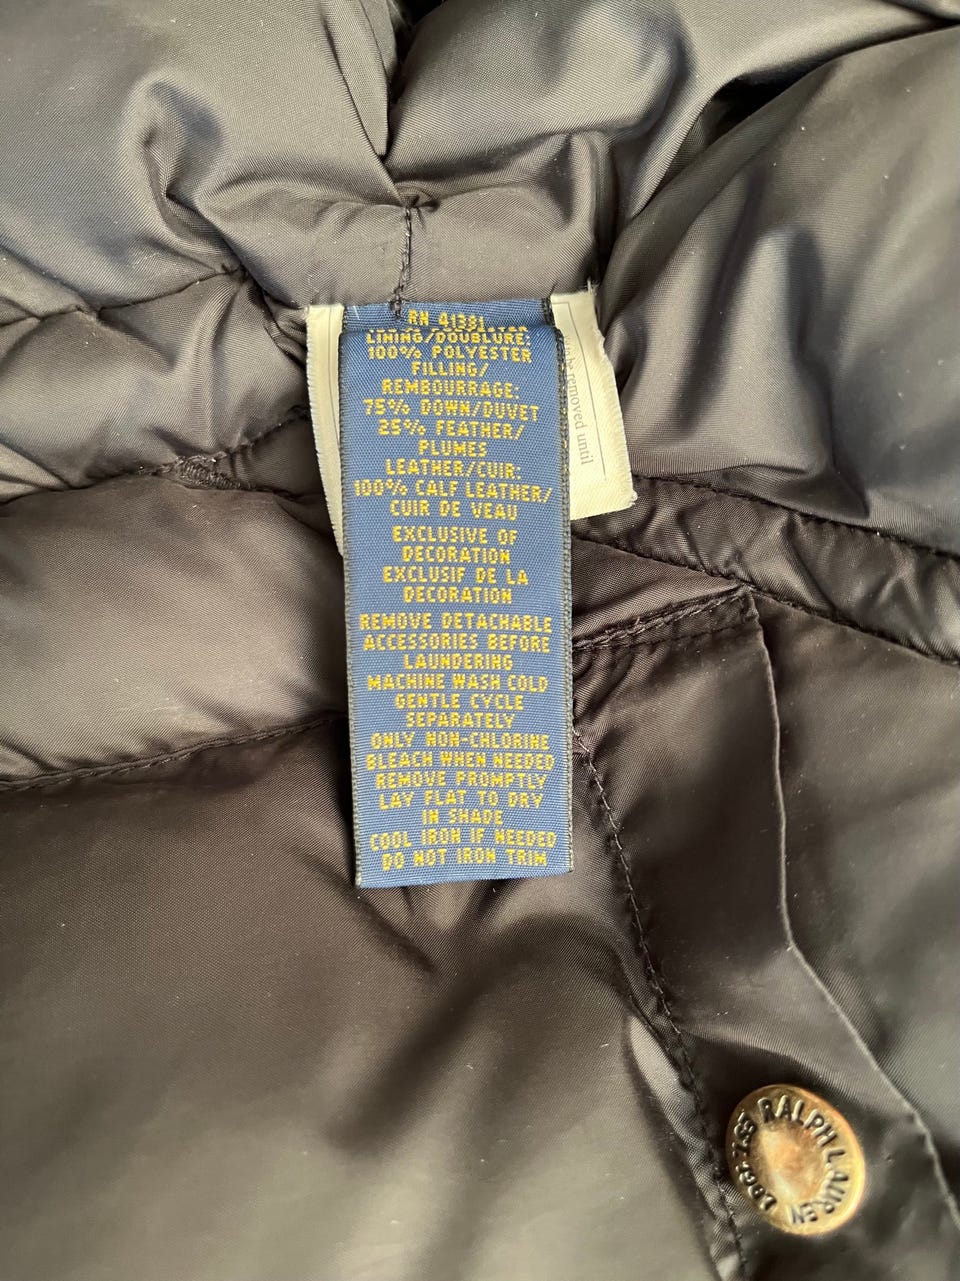 RN 41381
LINING/DOUBLURE:
100% POLYESTER
FILLING/
REMBOURRAGE:
75% DOWN/DUVET
25% FEATHER/
PLUMES
LEATHER/CUIR:
100% CALF LEATHER/
CUIR DE VEAU
EXCLUSIVE OF
DECORATION
EXCLUSIF DE LA
DECORATION
REMOVE DETACHABLE
ACCESSORIES BEFORE
LAUNDERING
MACHINE WASH COLD
GENTLE CYCLE
SEPARATELY
ONLY NON-CHLORINE
BLEACH WHEN NEEDED
REMOVE PROMPTLY
LAY FLAT TO DRY
IN SHADE
COOL IRON IF NEEDED
DO NOT IRON TRIM
removed until
RALPH LAUREN